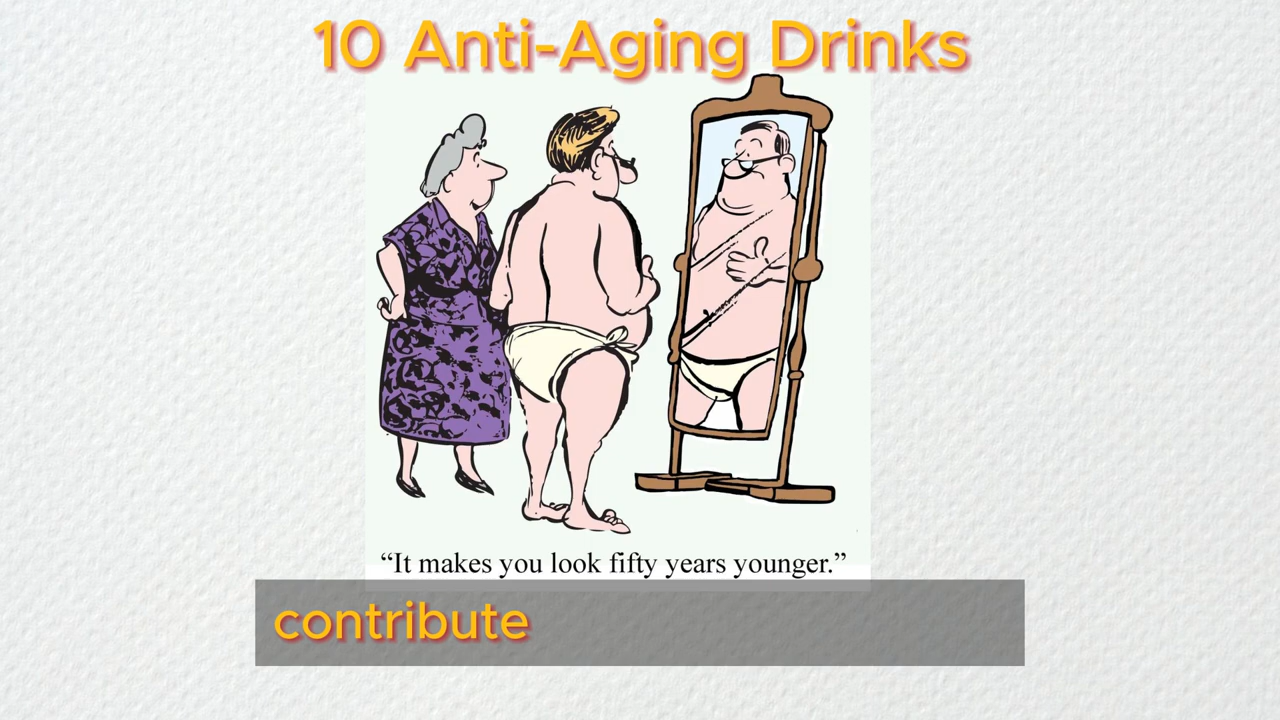 10 Anti-Aging Drinks
“It makes you look fifty years younger.”
contribute